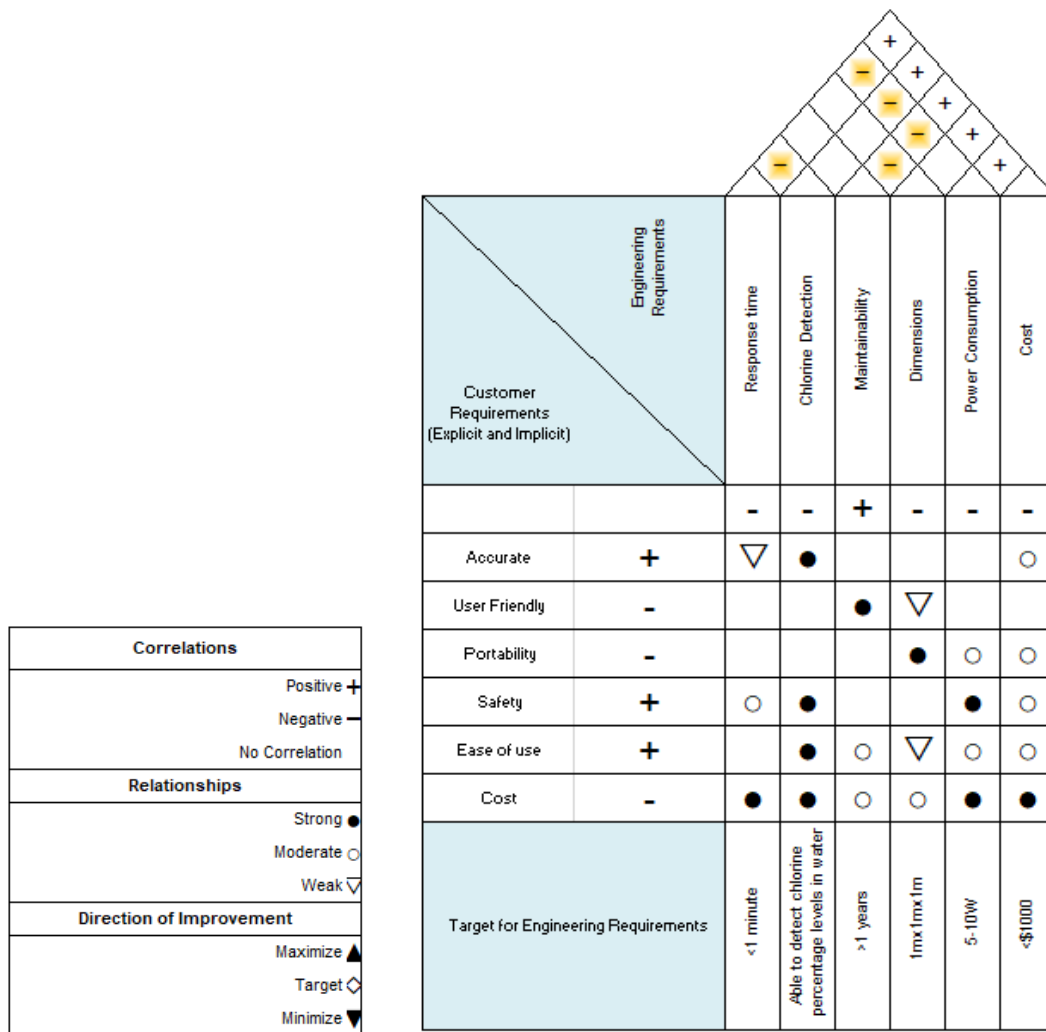 +
− +
− +
− +
− − +
Engineering
Requirements
Customer
Requirements
(Explicit and Implicit)
Response time
Chlorine Detection
Maintainability
Dimensions
Power Consumption
Cost
- - + - - -
Accurate + ▽ ● ○
User Friendly - ● ▽
Portability - ● ○ ○
Safety + ○ ● ● ○
Ease of use + ● ○ ▽ ○ ○
Cost - ● ● ○ ○ ● ●
Target for Engineering Requirements
<1 minute
Able to detect chlorine
percentage levels in water
>1 years
1mx1mx1m
5-10W
<$1000
Correlations
Positive +
Negative −
No Correlation
Relationships
Strong ●
Moderate ○
Weak ▽
Direction of Improvement
Maximize ▲
Target ◇
Minimize ▼